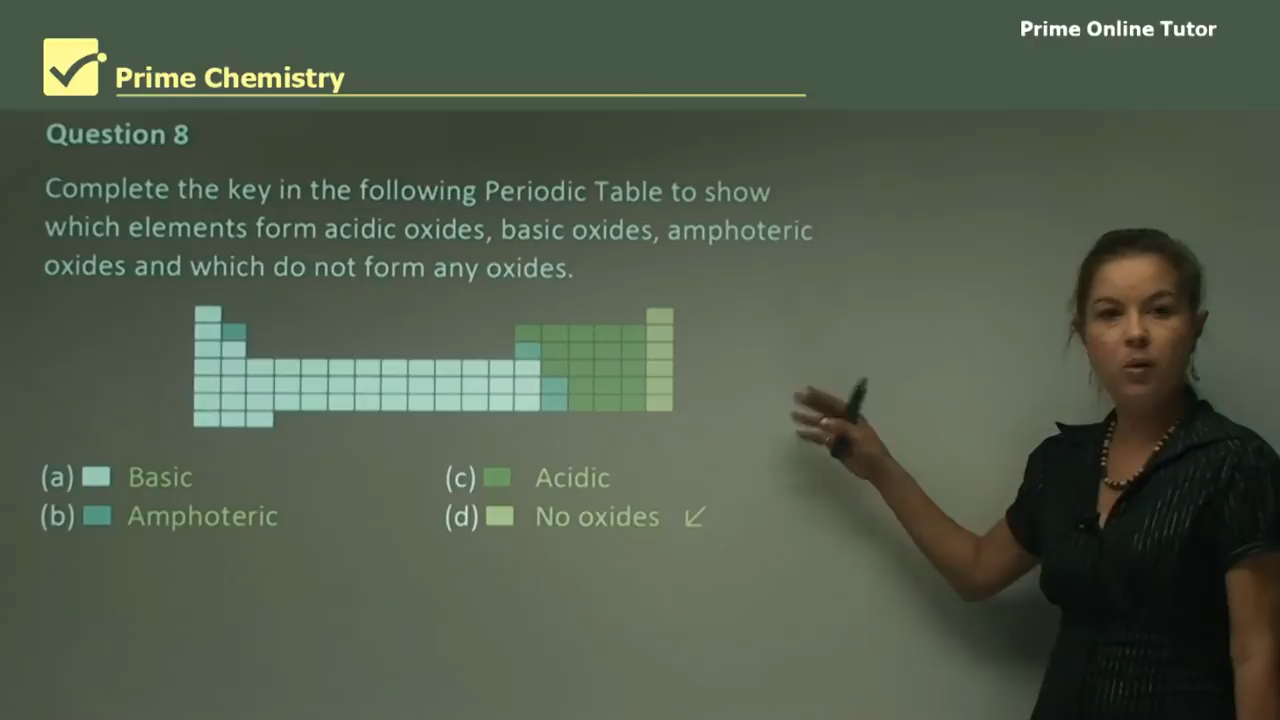 Prime Online Tutor
Prime Chemistry
Question 8
Complete the key in the following Periodic Table to show
which elements form acidic oxides, basic oxides, amphoteric
oxides and which do not form any oxides.
(a) Basic (c) Acidic
(b) Amphoteric (d) No oxides